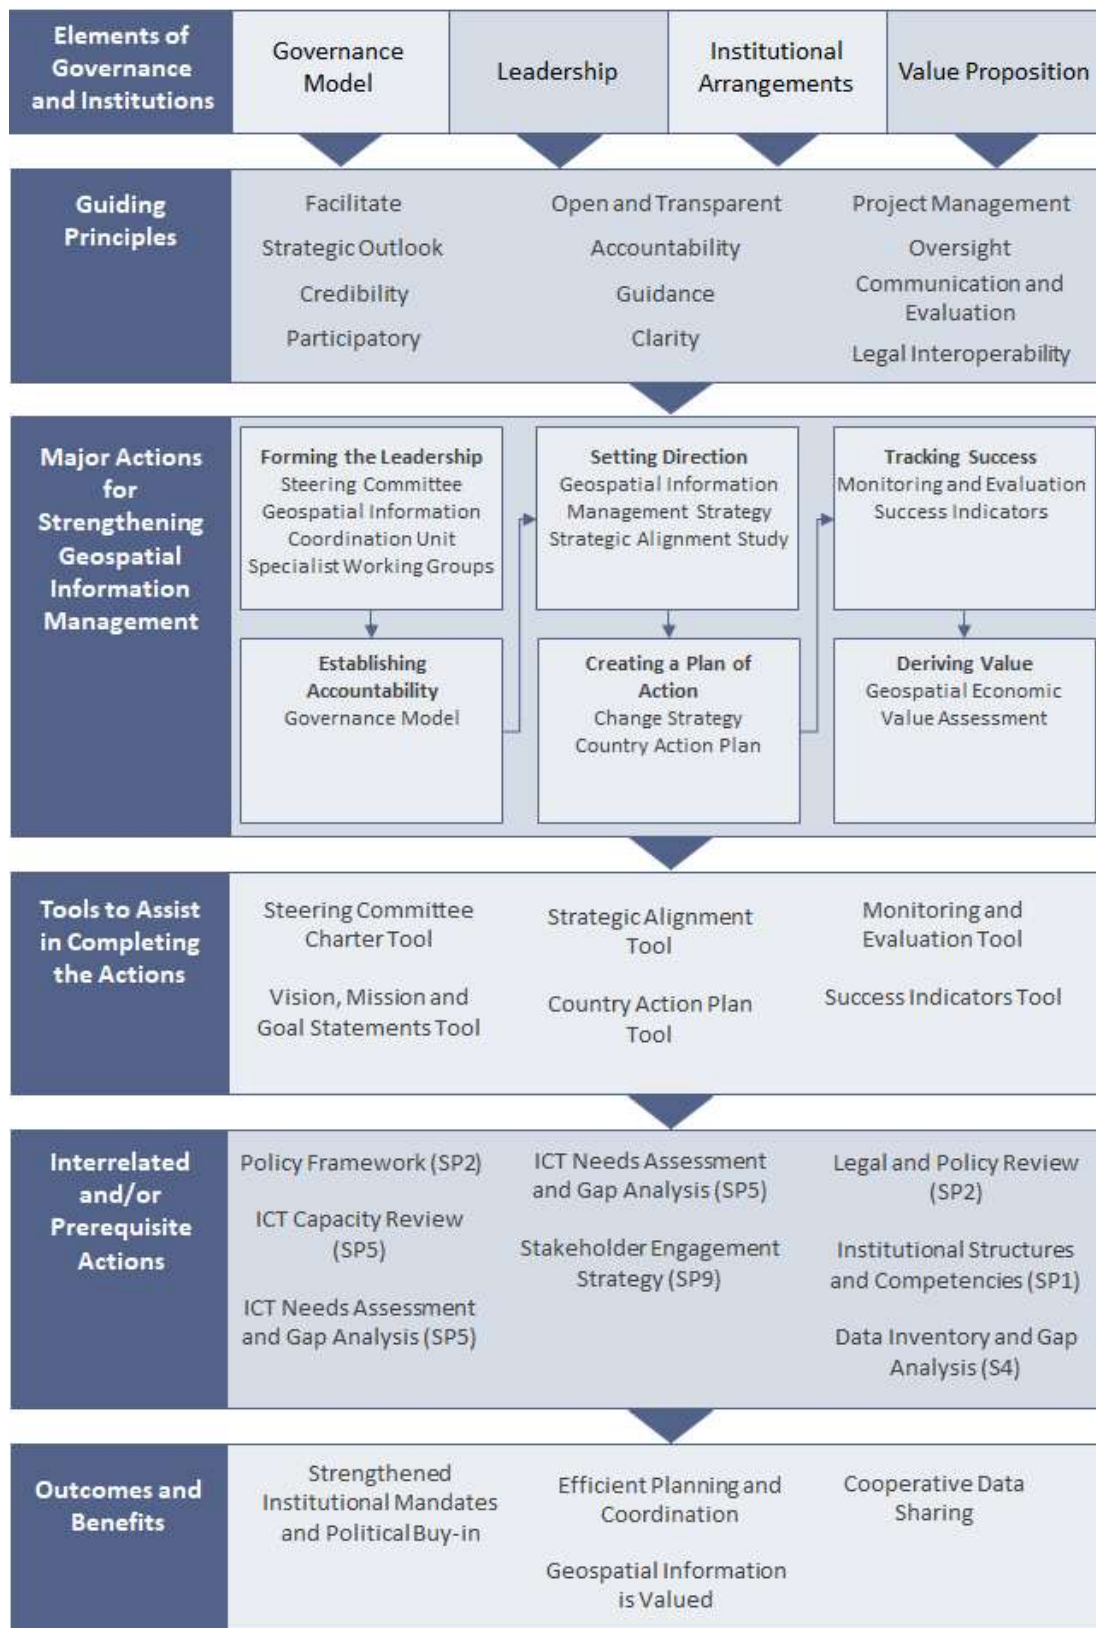 Elements of
Governance
and Institutions
Governance
Model
Leadership
Institutional
Arrangements
Value Proposition
Guiding
Principles
Facilitate
Strategic Outlook
Credibility
Participatory
Open and Transparent
Accountability
Guidance
Clarity
Project Management
Oversight
Communication and
Evaluation
Legal Interoperability
Major Actions
for
Strengthening
Geospatial
Information
Management
Forming the Leadership
Steering Committee
Geospatial Information
Coordination Unit
Specialist Working Groups
Establishing
Accountability
Governance Model
Setting Direction
Geospatial Information
Management Strategy
Strategic Alignment Study
Creating a Plan of
Action
Change Strategy
Country Action Plan
Tracking Success
Monitoring and Evaluation
Success Indicators
Deriving Value
Geospatial Economic
Value Assessment
Tools to Assist
in Completing
the Actions
Steering Committee
Charter Tool
Vision, Mission and
Goal Statements Tool
Strategic Alignment
Tool
Country Action Plan
Tool
Monitoring and
Evaluation Tool
Success Indicators Tool
Interrelated
and/or
Prerequisite
Actions
Policy Framework (SP2)
ICT Capacity Review
(SP5)
ICT Needs Assessment
and Gap Analysis (SP5)
ICT Needs Assessment
and Gap Analysis (SP5)
Stakeholder Engagement
Strategy (SP9)
Legal and Policy Review
(SP2)
Institutional Structures
and Competencies (SP1)
Data Inventory and Gap
Analysis (S4)
Outcomes and
Benefits
Strengthened
Institutional Mandates
and Political Buy-in
Efficient Planning and
Coordination
Geospatial Information
is Valued
Cooperative Data
Sharing